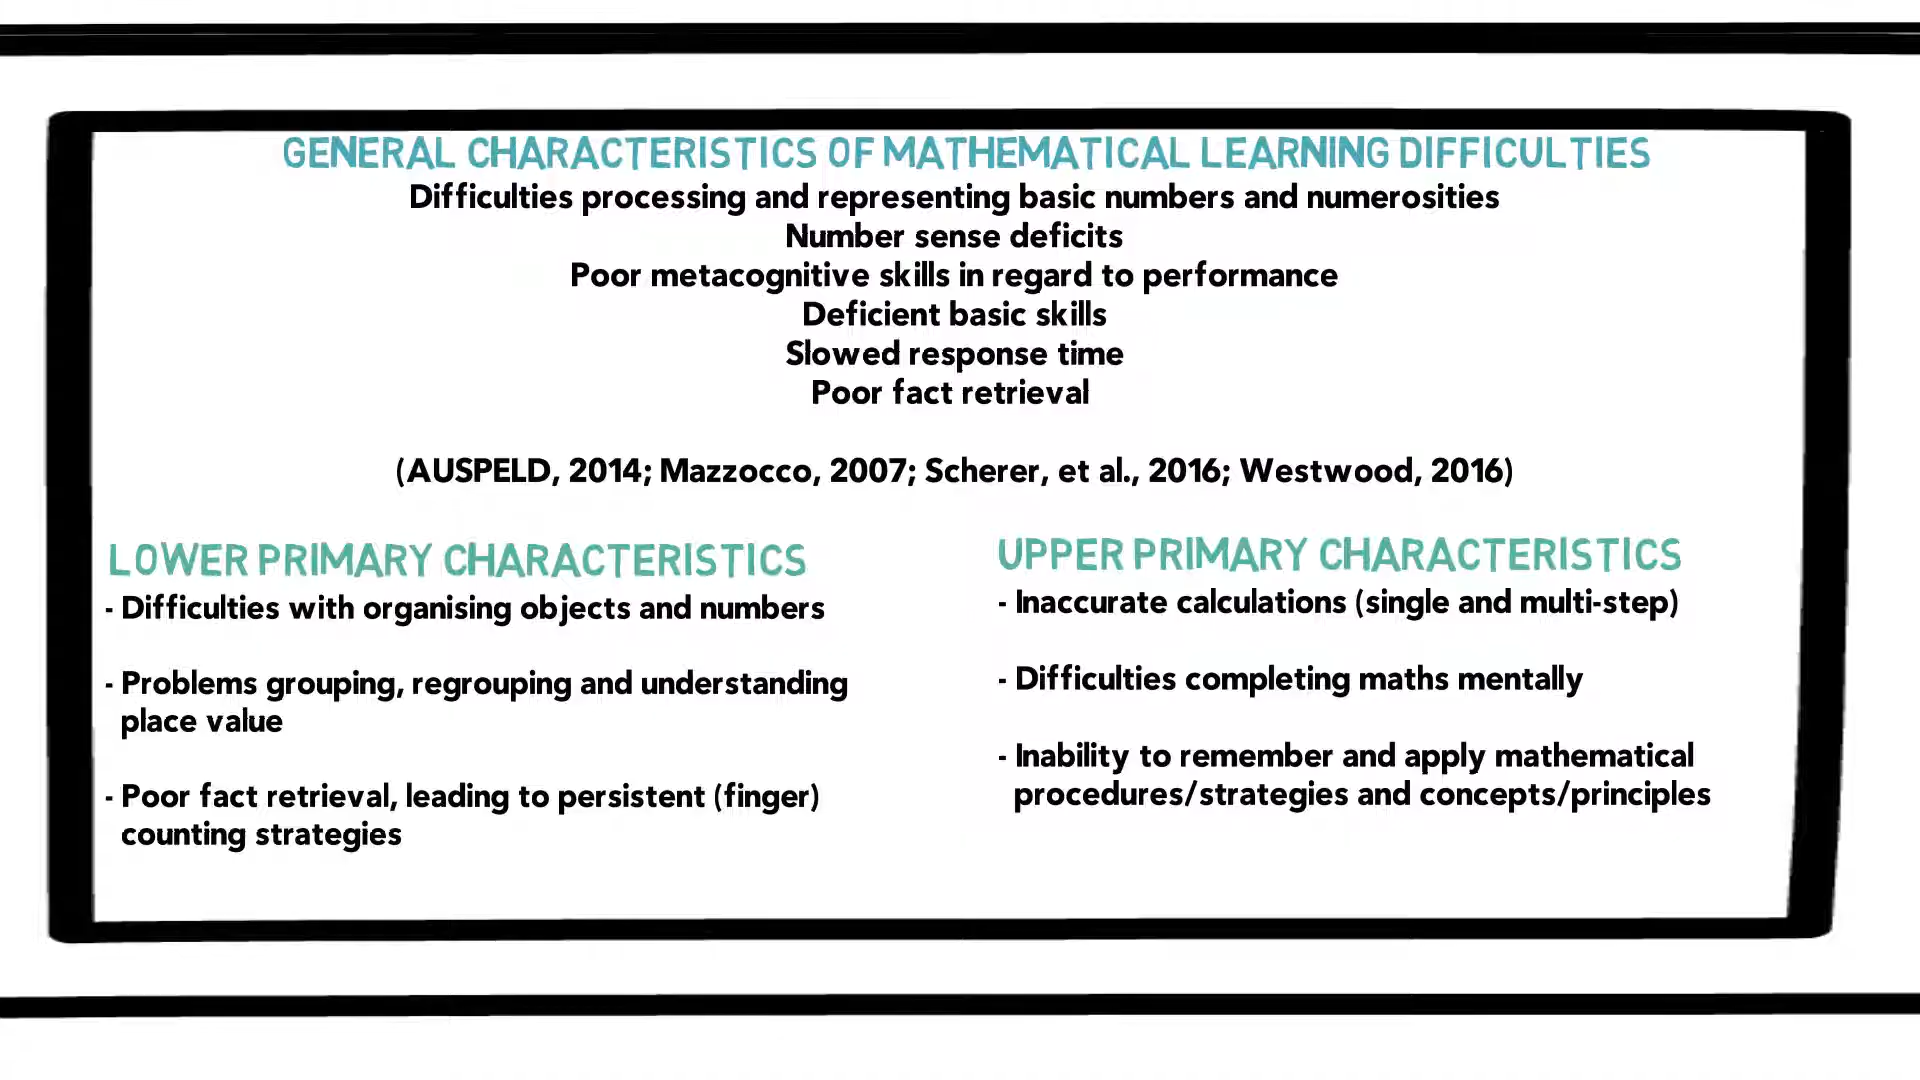 GENERAL CHARACTERISTICS OF MATHEMATICAL LEARNING DIFFICULTIES
Difficulties processing and representing basic numbers and numerosities
Number sense deficits
Poor metacognitive skills in regard to performance
Deficient basic skills
Slowed response time
Poor fact retrieval
(AUSPELD, 2014; Mazzocco, 2007; Scherer, et al., 2016; Westwood, 2016)
LOWER PRIMARY CHARACTERISTICS
- Difficulties with organising objects and numbers
- Problems grouping, regrouping and understanding
place value
- Poor fact retrieval, leading to persistent (finger)
counting strategies
UPPER PRIMARY CHARACTERISTICS
- Inaccurate calculations (single and multi-step)
- Difficulties completing maths mentally
- Inability to remember and apply mathematical
procedures/strategies and concepts/principles